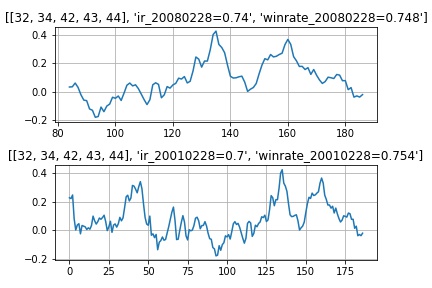 [[32, 34, 42, 43, 44], 'ir_20080228=0.74', 'winrate_20080228=0.748']
0.4
0.2
0.0
−0.2
80 100 120 140 160 180
[[32, 34, 42, 43, 44], 'ir_20010228=0.7', 'winrate_20010228=0.754']
0.4
0.2
0.0
−0.2
0 25 50 75 100 125 150 175